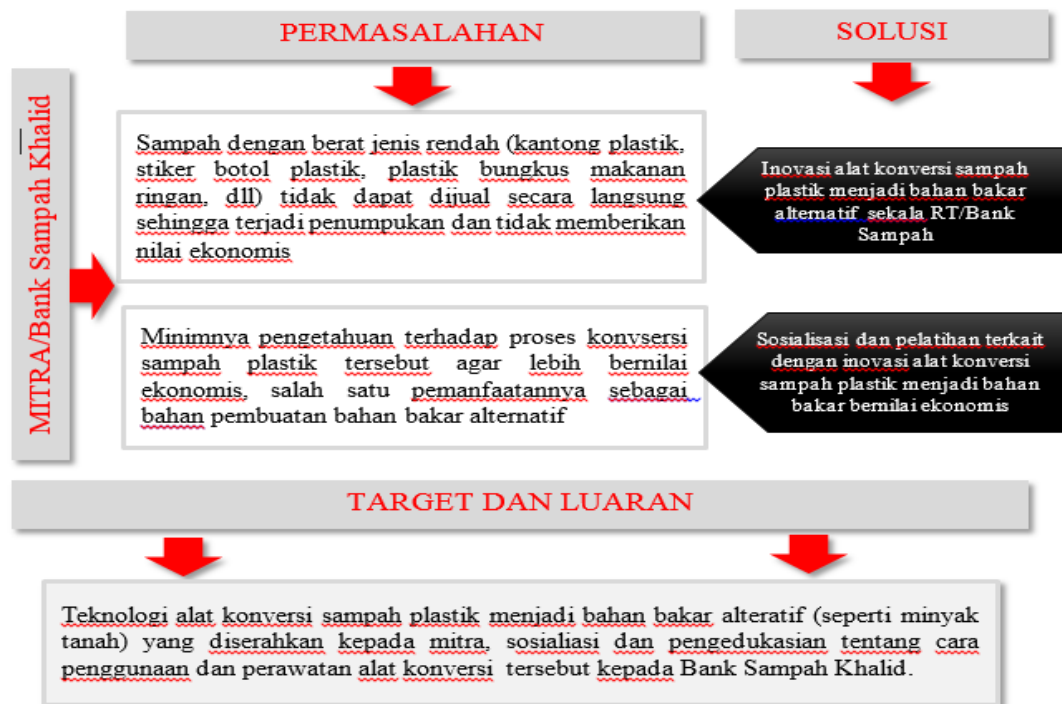 PERMASALAHAN
SOLUSI
MITRA/Bank Sampah Khalid
Sampah dengan berat jenis rendah (kantong plastik,
stiker botol plastik, plastik bungkus makanan
ringan, dll) tidak dapat dijual secara langsung
sehingga terjadi penumpukan dan tidak memberikan
nilai ekonomis
Inovasi alat konversi sampah
plastik menjadi bahan bakar
alternatif sekala RT/Bank
Sampah
Minimnya pengetahuan terhadap proses konvsersi
sampah plastik tersebut agar lebih bernilai
ekonomis, salah satu pemanfaatannya sebagai
bahan pembuatan bahan bakar alternatif
Sosialisasi dan pelatihan terkait
dengan inovasi alat konversi
sampah plastik menjadi bahan
bakar bernilai ekonomis
TARGET DAN LUARAN
Teknologi alat konversi sampah plastik menjadi bahan bakar alteratif (seperti minyak
tanah) yang diserahkan kepada mitra, sosialiasi dan pengedukasian tentang cara
penggunaan dan perawatan alat konversi tersebut kepada Bank Sampah Khalid.